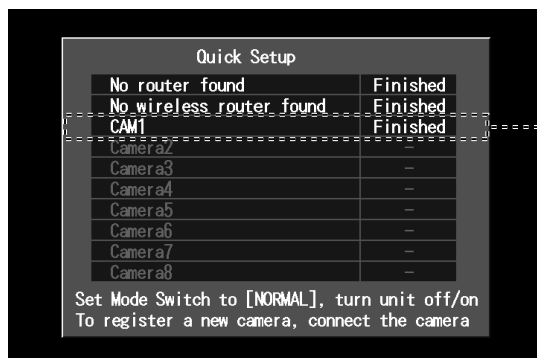 Quick Setup
No router found Finished
No wireless router found Finished
CAM1 Finished
Camera2 –
Camera3 –
Camera4 –
Camera5 –
Camera6 –
Camera7 –
Camera8 –
Set Mode Switch to [NORMAL], turn unit off/on
To register a new camera, connect the camera